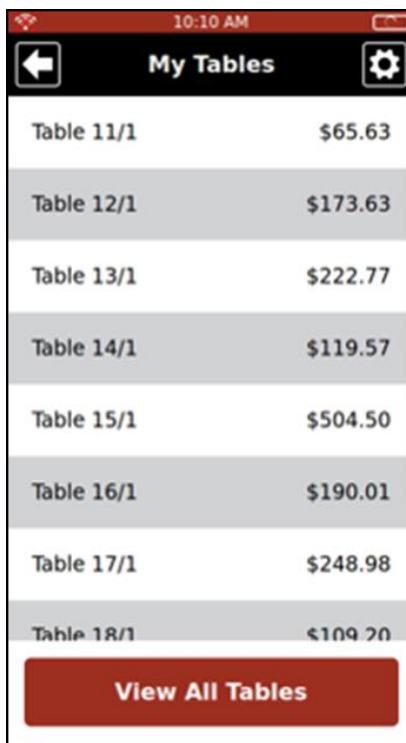 10:10 AM
My Tables
Table 11/1 $65.63
Table 12/1 $173.63
Table 13/1 $222.77
Table 14/1 $119.57
Table 15/1 $504.50
Table 16/1 $190.01
Table 17/1 $248.98
Table 18/1 $109.20
View All Tables